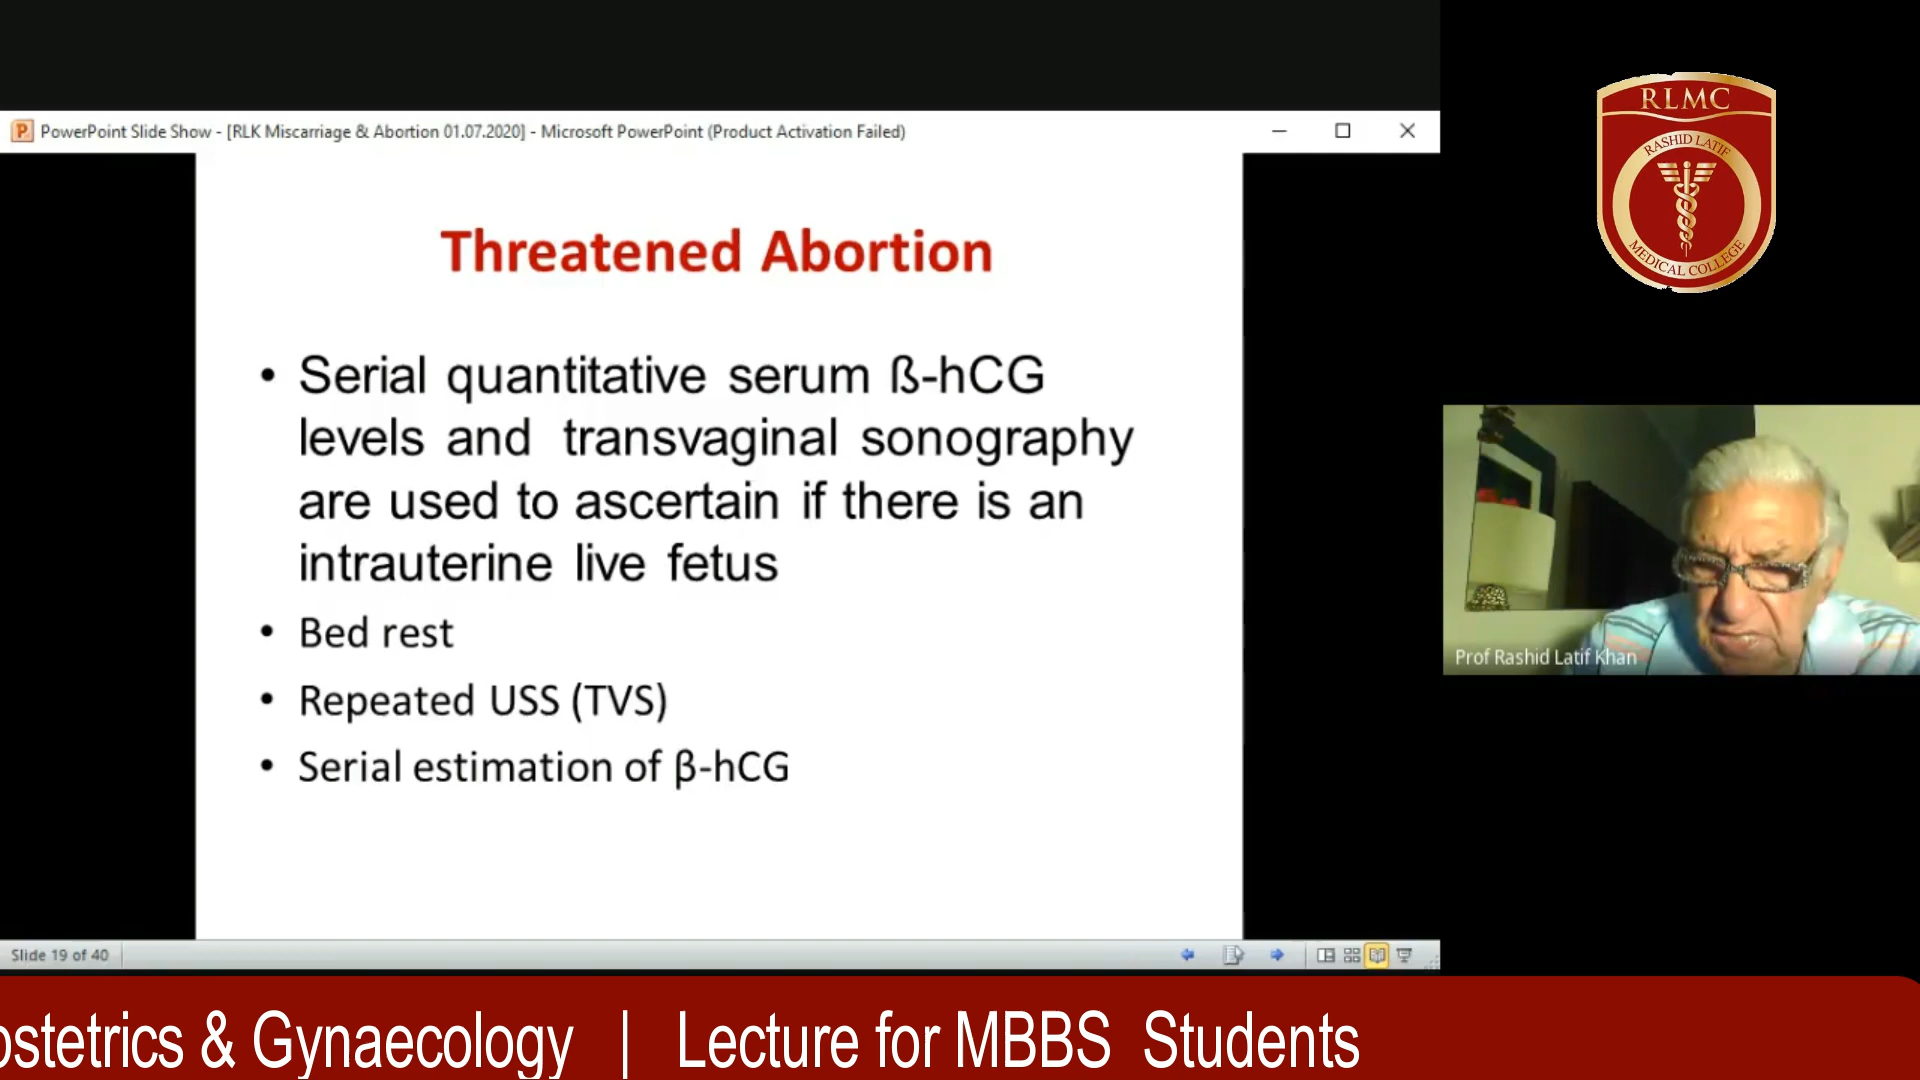 PowerPoint Slide Show - [RLK Miscarriage & Abortion 01.07.2020] - Microsoft PowerPoint (Product Activation Failed)
Threatened Abortion
• Serial quantitative serum ß-hCG
levels and transvaginal sonography
are used to ascertain if there is an
intrauterine live fetus
• Bed rest
• Repeated USS (TVS)
• Serial estimation of β-hCG
Slide 19 of 40
RLMC
RASHID LATIF
MEDICAL COLLEGE
Prof Rashid Latif Khan
ostetrics & Gynaecology | Lecture for MBBS Students